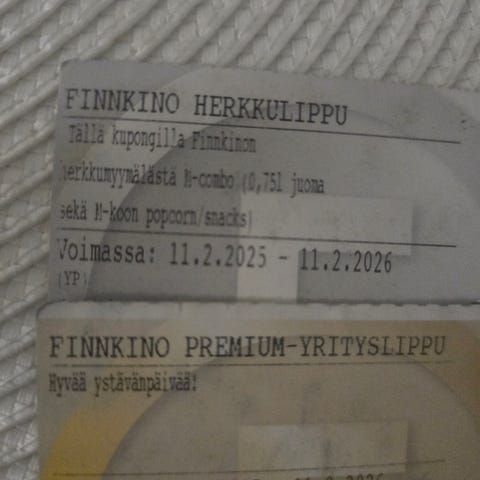 FINNKINO HERKKULIPPU
Tällä kupongilla Finnkinon
herkkumyymälästä M-combo (0,75l juoma
sekä M-koon popcorn/snacks)
Voimassa: 11.2.2025 - 11.2.2026
(YP)
FINNKINO PREMIUM-YRITYSLIPPU
Hyvää ystävänpäivää!